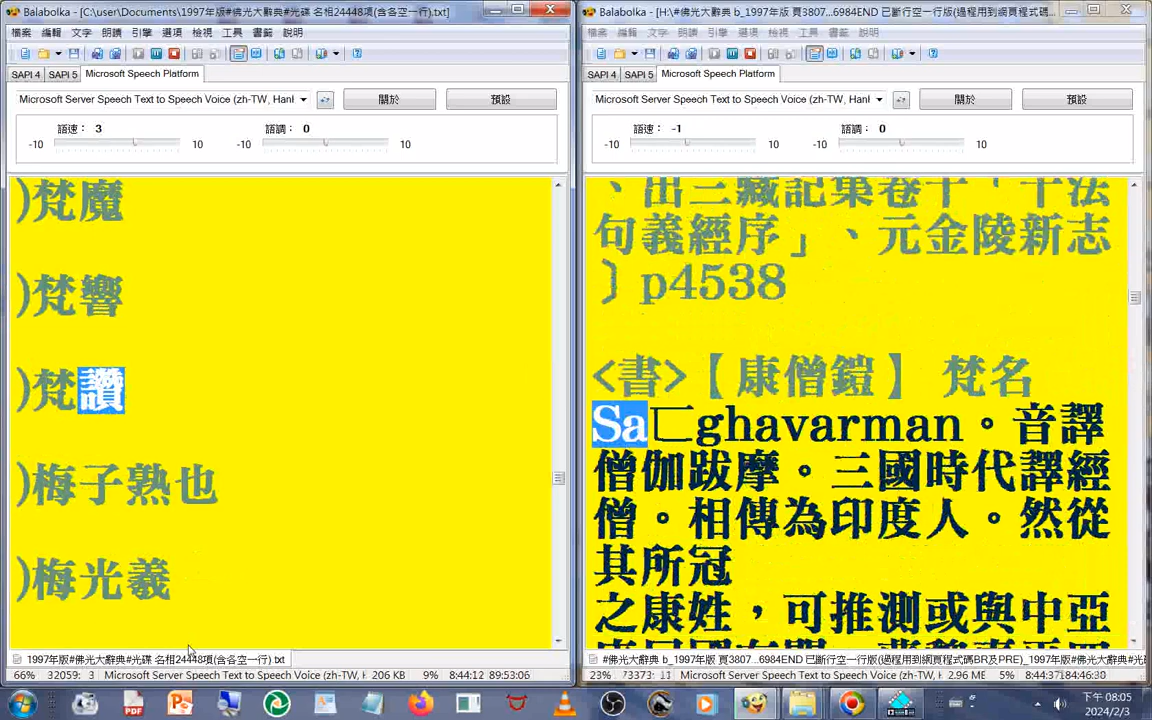 Balabolka - [C:\user\Documents\1997年版#佛光大辭典#光碟 名相24448項(含各空一行).txt]
檔案 編輯 文字 朗讀 引擎 選項 檢視 工具 書籤 說明
SAPI 4 SAPI 5 Microsoft Speech Platform
Microsoft Server Speech Text to Speech Voice (zh-TW, HanI 關於 預設
語速： 3 語調： 0
-10 10 -10 10
)梵魔
)梵響
)梵讚
)梅子熟也
)梅光羲
1997年版#佛光大辭典#光碟 名相24448項(含各空一行).txt
66% 32059: 3 Microsoft Server Speech Text to Speech Voice (zh-TW, H 206 KB 9% 8:44:12 89:53:06
Balabolka - [H:\#佛光大辭典 b_1997年版 頁3807...6984END 已斷行空一行版(過程用到網頁程式碼...
檔案 編輯 文字 朗讀 引擎 選項 檢視 工具 書籤 說明
SAPI 4 SAPI 5 Microsoft Speech Platform
Microsoft Server Speech Text to Speech Voice (zh-TW, HanI 關於 預設
語速： -1 語調： 0
-10 10 -10 10
、出三藏記集卷十「十法
句義經序」、元金陵新志
〕p4538
<書>【康僧鎧】 梵名
Sa匚ghavarman。音譯
僧伽跋摩。三國時代譯經
僧。相傳為印度人。然從
其所冠
之康姓，可推測或與中亞
#佛光大辭典 b_1997年版 頁3807...6984END 已斷行空一行版(過程用到網頁程式碼BR及PRE)_1997年版#佛光大辭典#光
23% 73373: 11 Microsoft Server Speech Text to Speech Voice (zh-TW, H 2.96 ME 5% 8:44:37 184:46:30
下午 08:05
2024/2/3